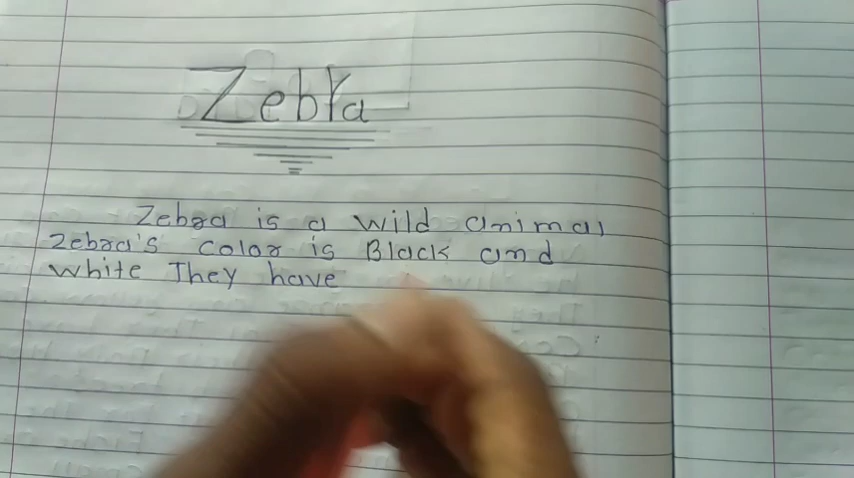 Zebra
Zebra is a wild animal
Zebra's color is Black and
white They have